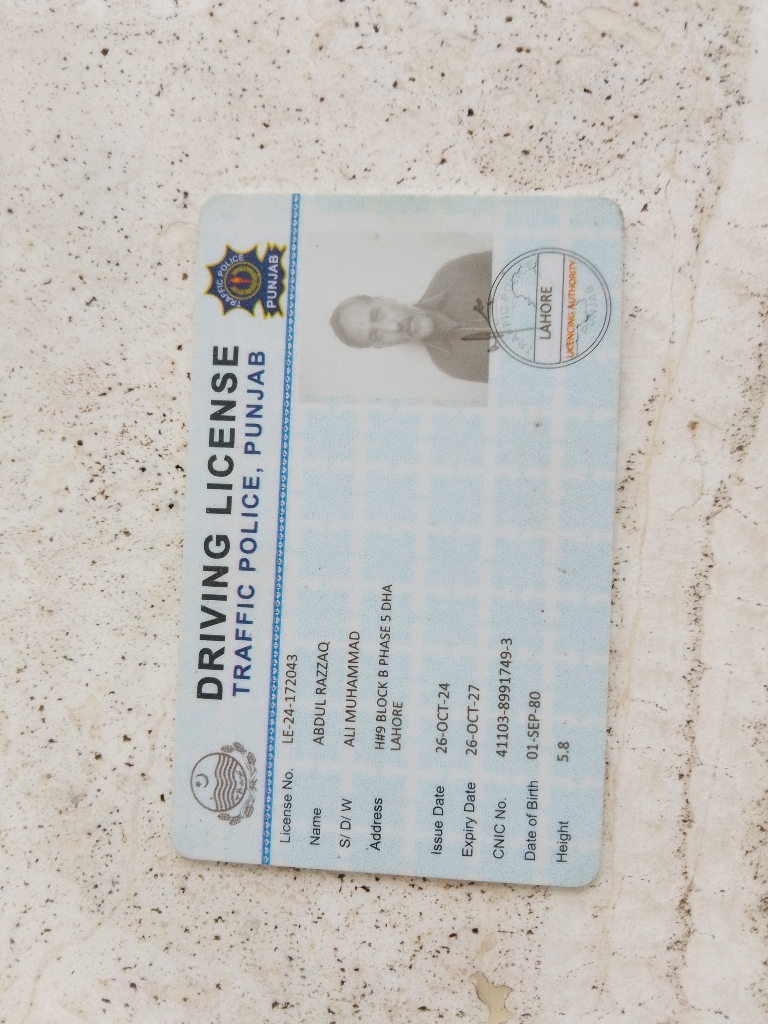 DRIVING LICENSE
TRAFFIC POLICE, PUNJAB
TRAFFIC POLICE
PUNJAB
License No. LE-24-172043
Name ABDUL RAZZAQ
S/ D/ W ALI MUHAMMAD
Address H#9 BLOCK B PHASE 5 DHA
LAHORE
Issue Date 26-OCT-24
Expiry Date 26-OCT-27
CNIC No. 41103-8991749-3
Date of Birth 01-SEP-80
Height 5.8
LAHORE
LICENCING AUTHORITY
PUNJAB